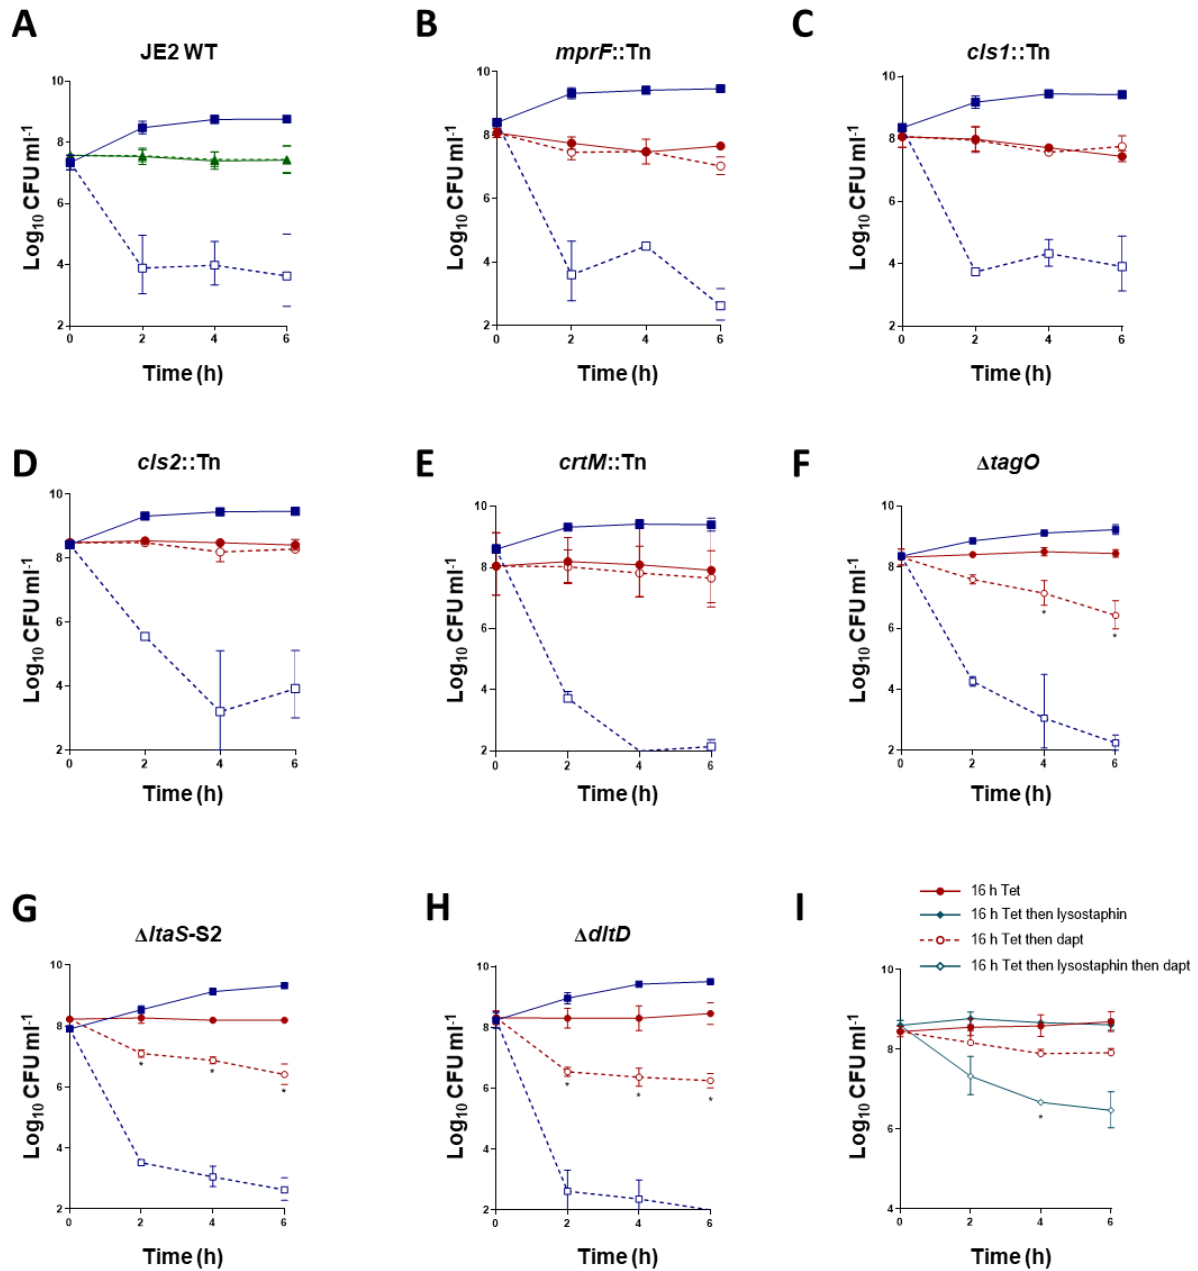 A
JE2 WT
Log10 CFU ml-1
10
8
6
4
2
0 2 4 6
Time (h)
B
mprF::Tn
Log10 CFU ml-1
10
8
6
4
2
0 2 4 6
Time (h)
C
cls1::Tn
Log10 CFU ml-1
10
8
6
4
2
0 2 4 6
Time (h)
D
cls2::Tn
Log10 CFU ml-1
10
8
6
4
2
0 2 4 6
Time (h)
E
crtM::Tn
Log10 CFU ml-1
10
8
6
4
2
0 2 4 6
Time (h)
F
ΔtagO
Log10 CFU ml-1
10
8
6
4
2
* *
0 2 4 6
Time (h)
G
ΔltaS-S2
Log10 CFU ml-1
10
8
6
4
2
* * *
0 2 4 6
Time (h)
H
ΔdltD
Log10 CFU ml-1
10
8
6
4
2
* * *
0 2 4 6
Time (h)
I
16 h Tet
16 h Tet then lysostaphin
16 h Tet then dapt
16 h Tet then lysostaphin then dapt
Log10 CFU ml-1
10
8
6
4
*
0 2 4 6
Time (h)